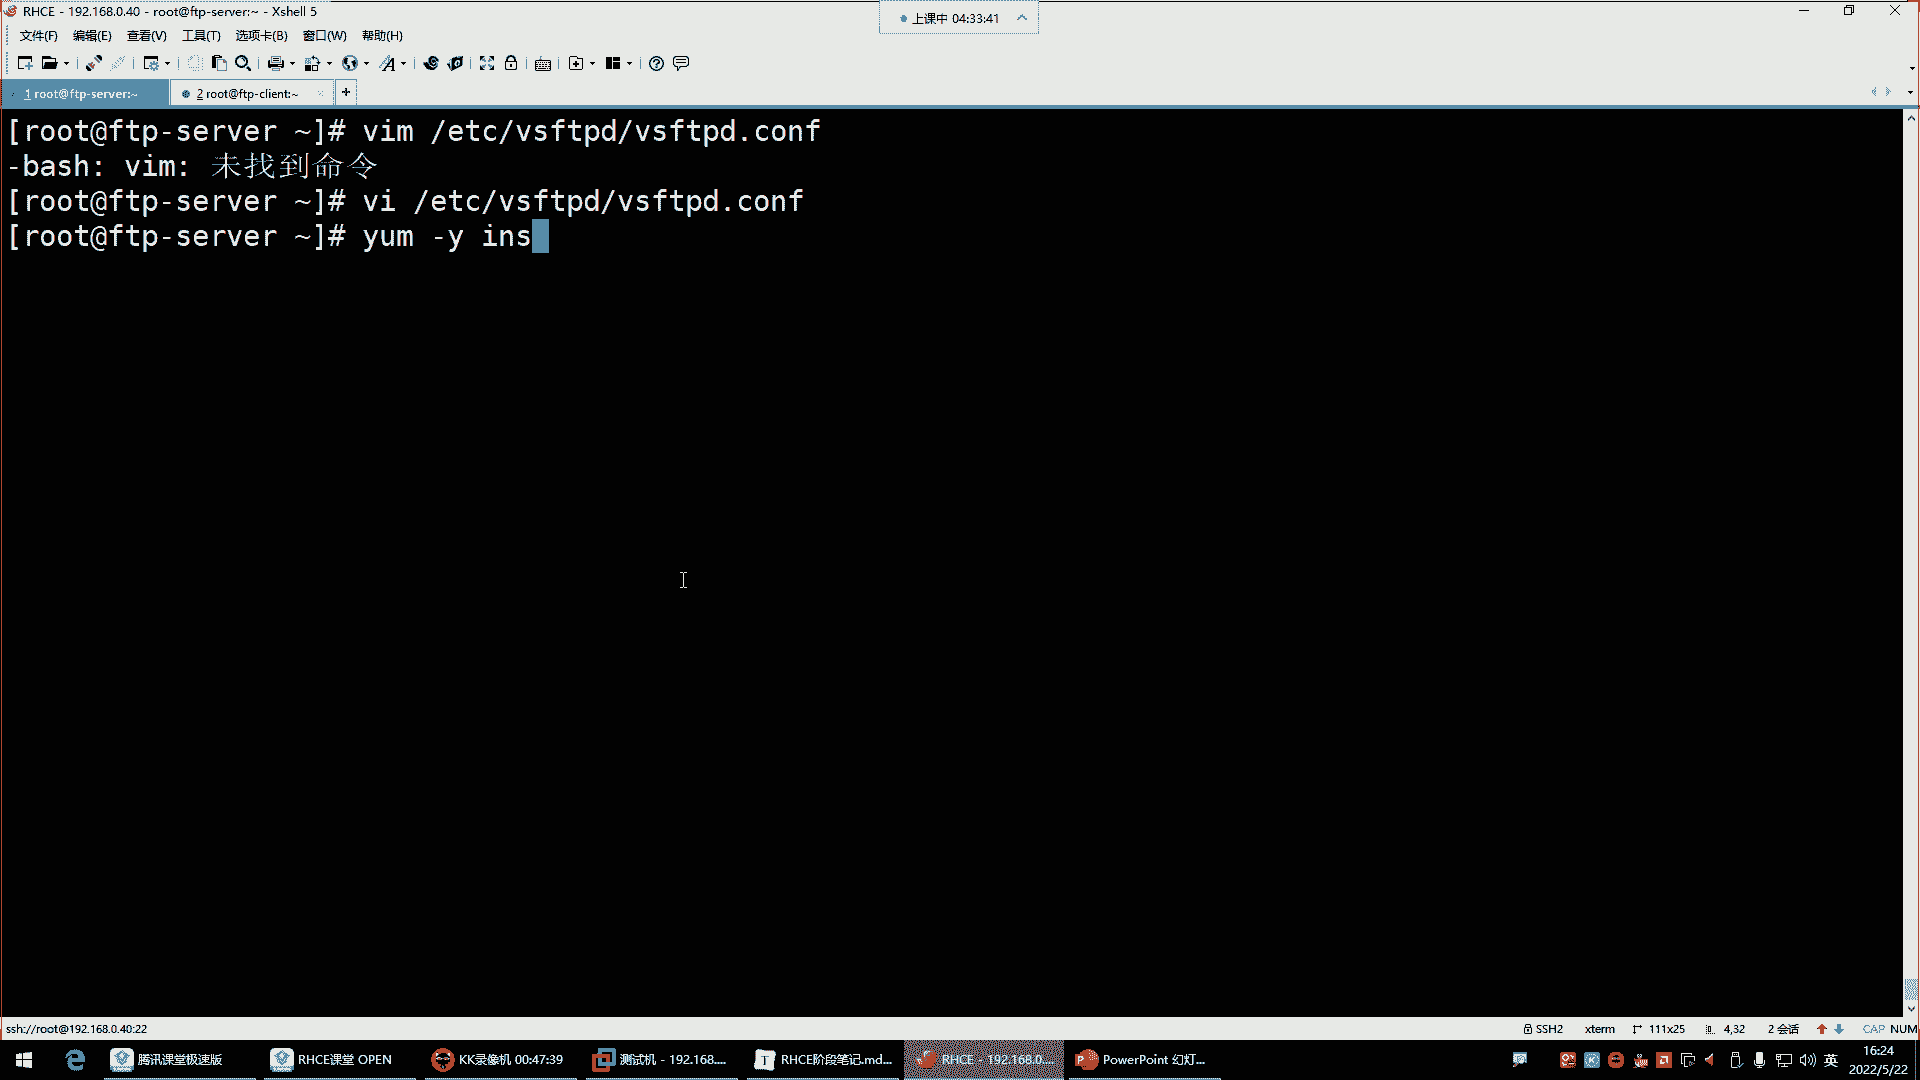 RHCE - 192.168.0.40 - root@ftp-server:~ - Xshell 5
上课中 04:33:41
文件(F) 编辑(E) 查看(V) 工具(T) 选项卡(B) 窗口(W) 帮助(H)
1 root@ftp-server:~ 2 root@ftp-client:~
[root@ftp-server ~]# vim /etc/vsftpd/vsftpd.conf
-bash: vim: 未找到命令
[root@ftp-server ~]# vi /etc/vsftpd/vsftpd.conf
[root@ftp-server ~]# yum -y ins
ssh://root@192.168.0.40:22 SSH2 xterm 111x25 4,32 2 会话 CAP NUM
腾讯课堂极速版 RHCE课堂 OPEN KK录像机 00:47:39 测试机 - 192.168.... RHCE阶段笔记.md... RHCE - 192.168.0.... PowerPoint 幻灯... 英 16:24
2022/5/22